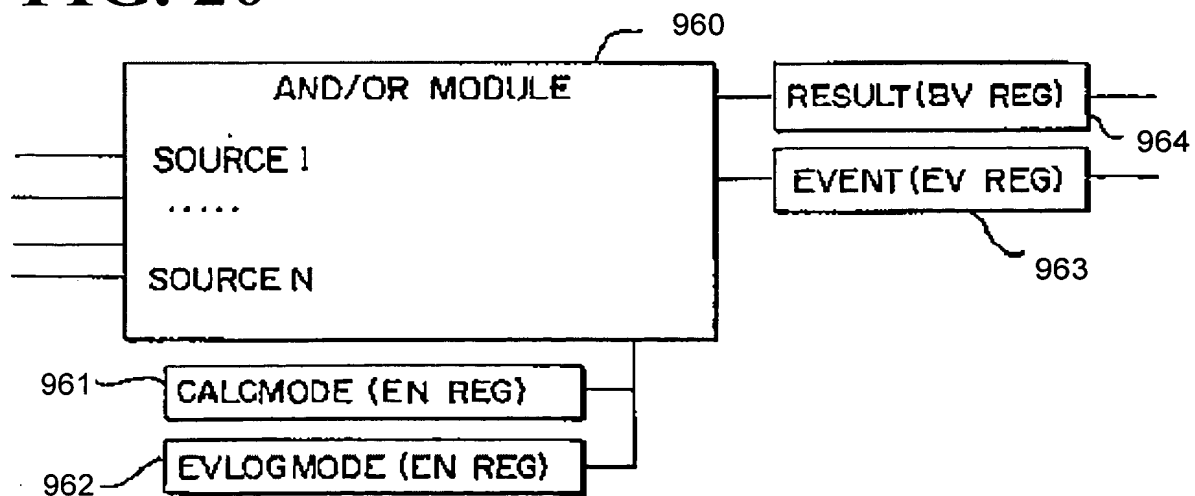 960
AND/OR MODULE
RESULT (BV REG)
964
SOURCE 1
.....
EVENT (EV REG)
963
SOURCE N
961
CALCMODE (EN REG)
962
EVLOGMODE (EN REG)